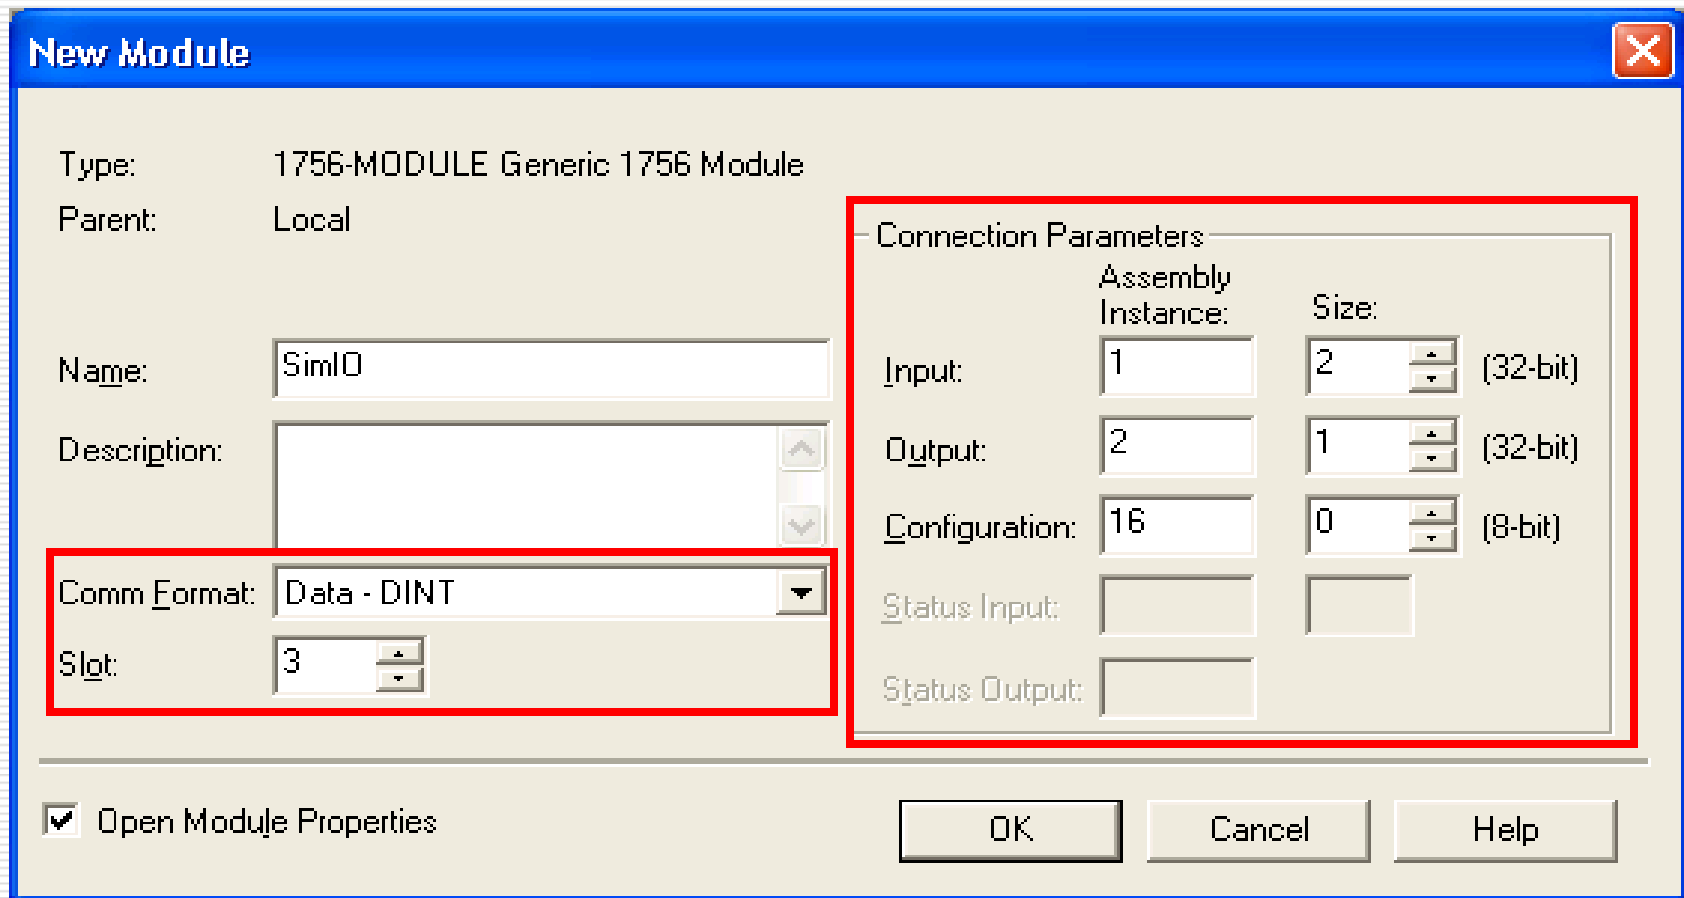 New Module
Type: 1756-MODULE Generic 1756 Module
Parent: Local
Name: SimIO
Description:
Comm Format: Data - DINT
Slot: 3
Connection Parameters
Assembly
Instance: Size:
Input: 1 2 (32-bit)
Output: 2 1 (32-bit)
Configuration: 16 0 (8-bit)
Status Input:
Status Output:
Open Module Properties
OK Cancel Help